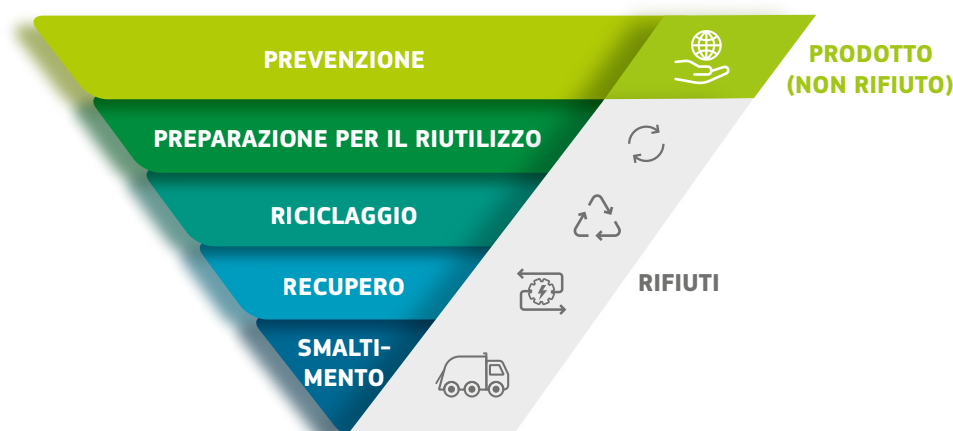 PREVENZIONE
PRODOTTO
(NON RIFIUTO)
PREPARAZIONE PER IL RIUTILIZZO
RICICLAGGIO
RECUPERO
RIFIUTI
SMALTI-
MENTO